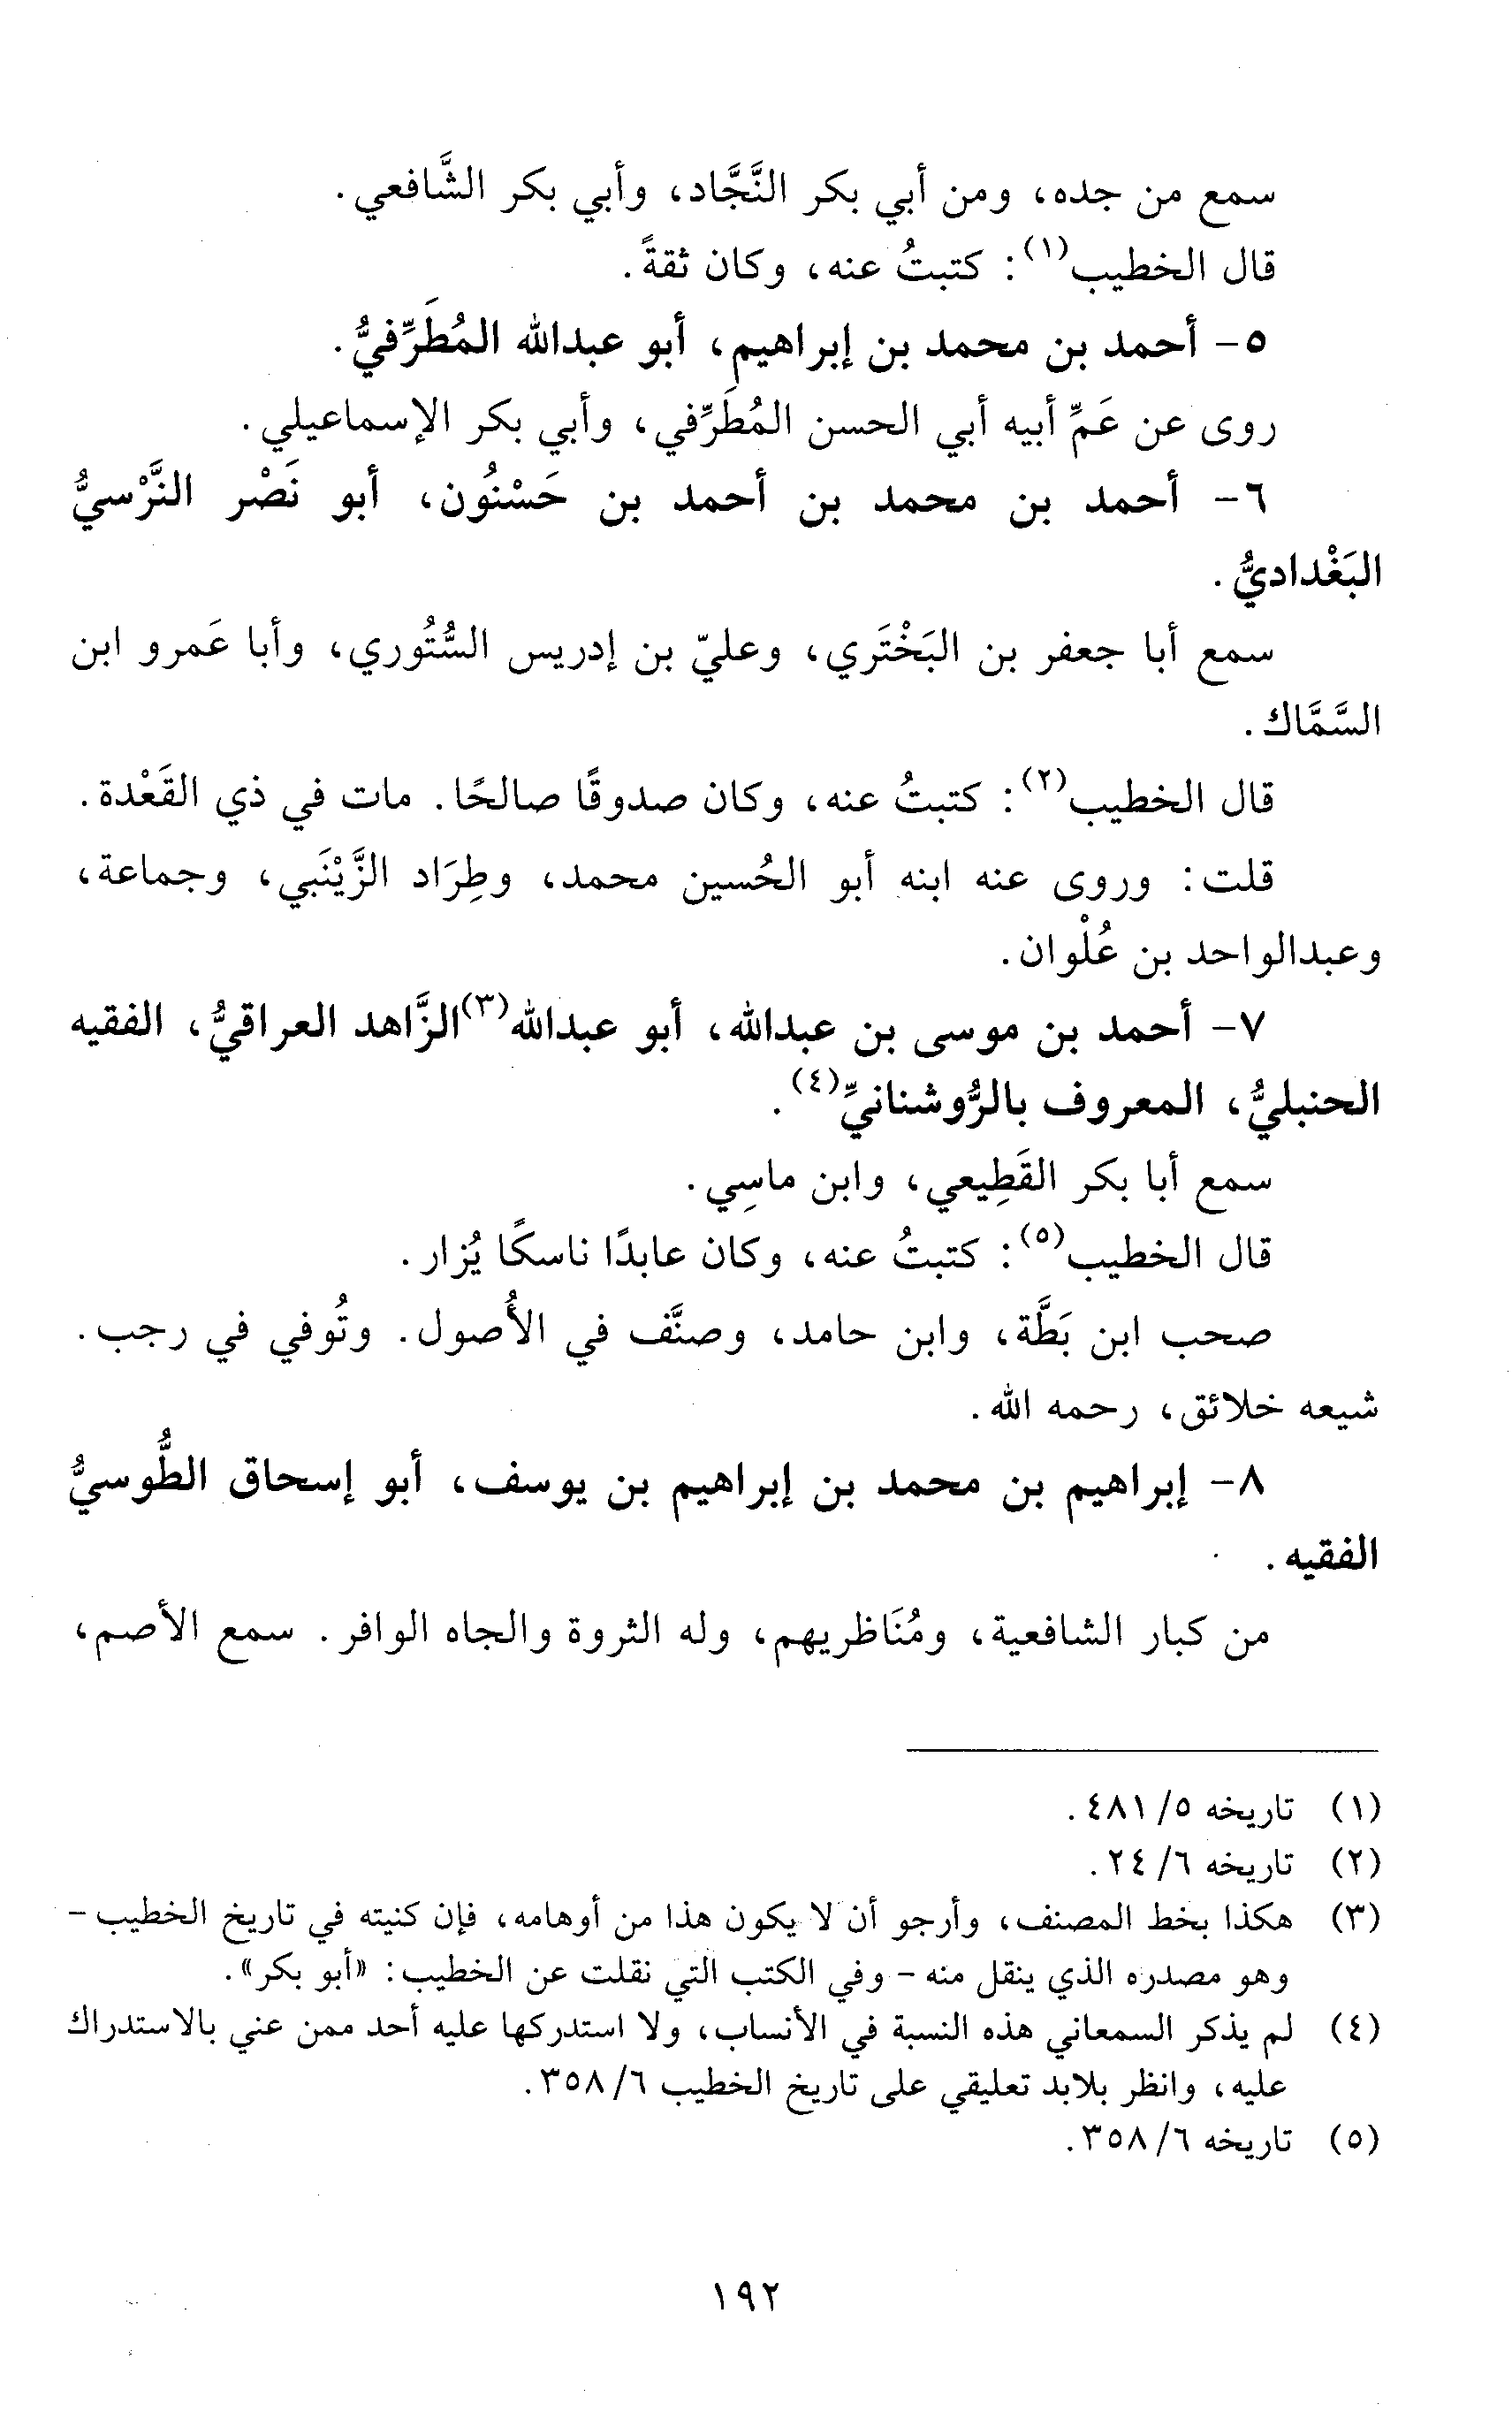 سمع من جده، ومن أبي بكر النَّجَّاد، وأبي بكر الشَّافعي.
قال الخطيب(١): كتبتُ عنه، وكان ثقةً.
٥- أحمد بن محمد بن إبراهيم، أبو عبدالله المُطَرِّفيُّ.
روى عن عَمِّ أبيه أبي الحسن المُطَرِّفي، وأبي بكر الإسماعيلي.
٦- أحمد بن محمد بن أحمد بن حَسْنُون، أبو نَصْر النَّرْسيُّ
البَغْداديُّ.
سمع أبا جعفر بن البَخْتَري، وعليّ بن إدريس السُّتُوري، وأبا عَمرو ابن
السَّمَّاك.
قال الخطيب(٢): كتبتُ عنه، وكان صدوقًا صالحًا. مات في ذي القَعْدة.
قلت: وروى عنه ابنه أبو الحُسين محمد، وطِرَاد الزَّيْنَبي، وجماعة،
وعبدالواحد بن عُلْوان.
٧- أحمد بن موسى بن عبدالله، أبو عبدالله(٣)الزَّاهد العراقيُّ، الفقيه
الحنبليُّ، المعروف بالرُّوشنانيِّ(٤).
سمع أبا بكر القَطِيعي، وابن ماسِي.
قال الخطيب(٥): كتبتُ عنه، وكان عابدًا ناسكًا يُزار.
صحب ابن بَطَّة، وابن حامد، وصنَّف في الأُصول. وتُوفي في رجب.
شيعه خلائق، رحمه الله.
٨- إبراهيم بن محمد بن إبراهيم بن يوسف، أبو إسحاق الطُّوسيُّ
الفقيه.
من كبار الشافعية، ومُنَاظريهم، وله الثروة والجاه الوافر. سمع الأصم،
(١) تاريخه ٥/ ٤٨١.
(٢) تاريخه ٦/ ٢٤.
(٣) هكذا بخط المصنف، وأرجو أن لا يكون هذا من أوهامه، فإن كنيته في تاريخ الخطيب -
وهو مصدره الذي ينقل منه - وفي الكتب التي نقلت عن الخطيب: «أبو بكر».
(٤) لم يذكر السمعاني هذه النسبة في الأنساب، ولا استدركها عليه أحد ممن عني بالاستدراك
عليه، وانظر بلابد تعليقي على تاريخ الخطيب ٦/ ٣٥٨.
(٥) تاريخه ٦/ ٣٥٨.
١٩٢